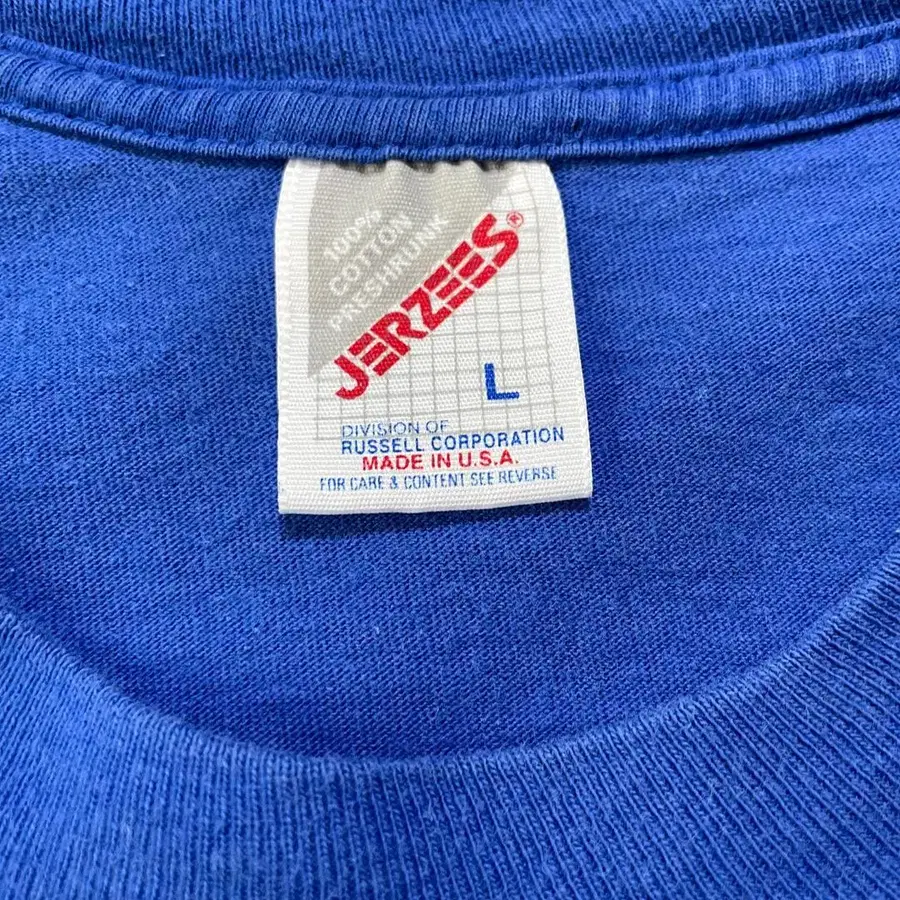 100% COTTON PRESHRUNK
JERZEES®
L
DIVISION OF
RUSSELL CORPORATION
MADE IN U.S.A.
FOR CARE & CONTENT SEE REVERSE